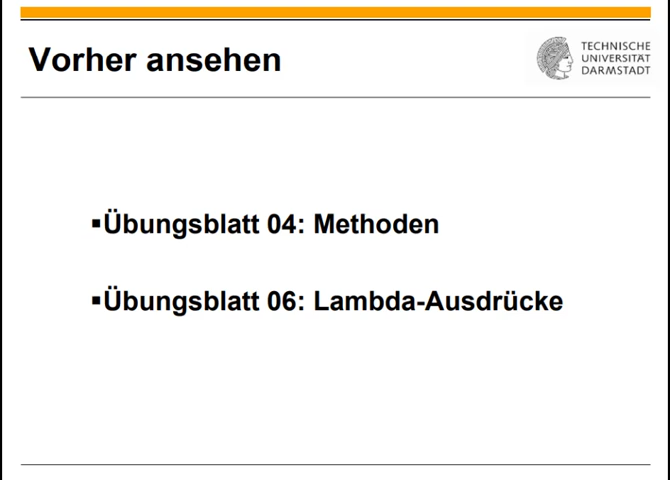 Vorher ansehen
TECHNISCHE
UNIVERSITÄT
DARMSTADT
▪Übungsblatt 04: Methoden
▪Übungsblatt 06: Lambda-Ausdrücke